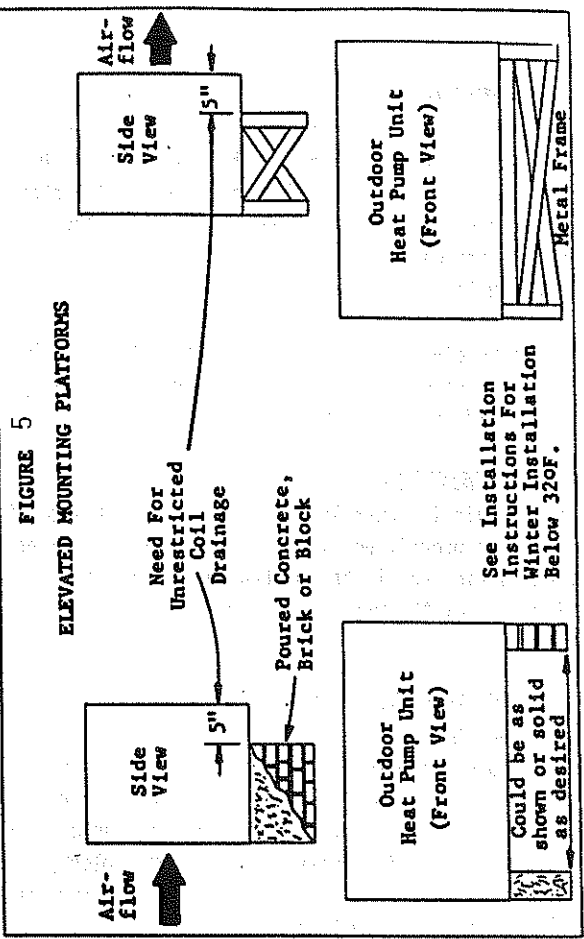 FIGURE 5
ELEVATED MOUNTING PLATFORMS
Air-
flow
Side
View
5"
Need For
Unrestricted
Coil
Drainage
Poured Concrete,
Brick or Block
Side
View
5"
Air-
flow
Outdoor
Heat Pump Unit
(Front View)
Could be as
shown or solid
as desired
See Installation
Instructions For
Winter Installation
Below 32ºF.
Outdoor
Heat Pump Unit
(Front View)
Metal Frame